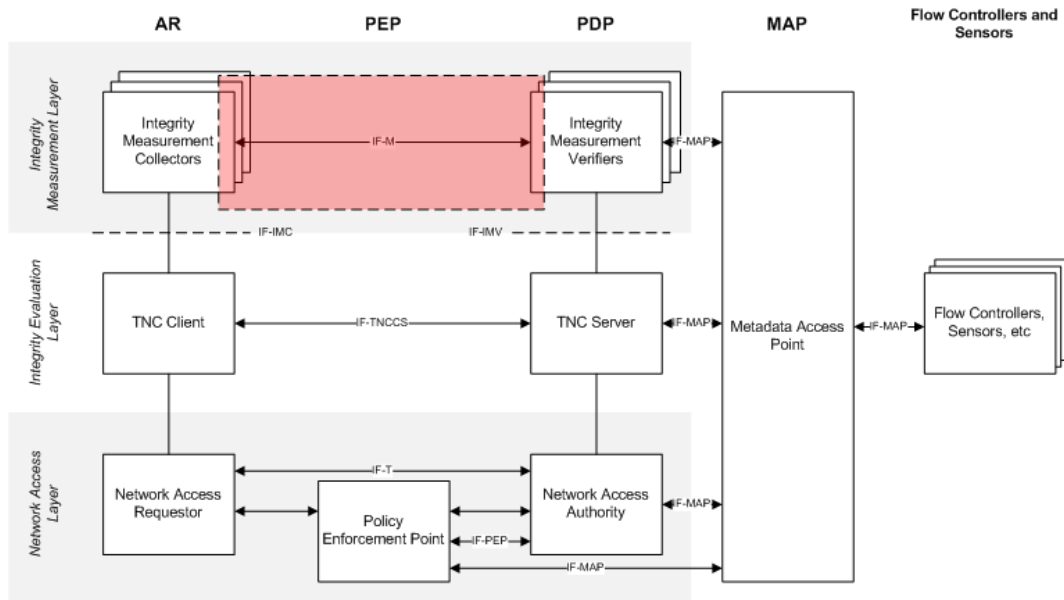 AR
PEP
PDP
MAP
Flow Controllers and
Sensors
Integrity
Measurement Layer
Integrity
Measurement
Collectors
IF-M
Integrity
Measurement
Verifiers
IF-MAP
IF-IMC
IF-IMV
Integrity Evaluation
Layer
TNC Client
IF-TNCCS
TNC Server
IF-MAP
Metadata Access
Point
IF-MAP
Flow Controllers,
Sensors, etc
Network Access
Layer
Network Access
Requestor
IF-T
Policy
Enforcement Point
Network Access
Authority
IF-MAP
IF-PEP
IF-MAP